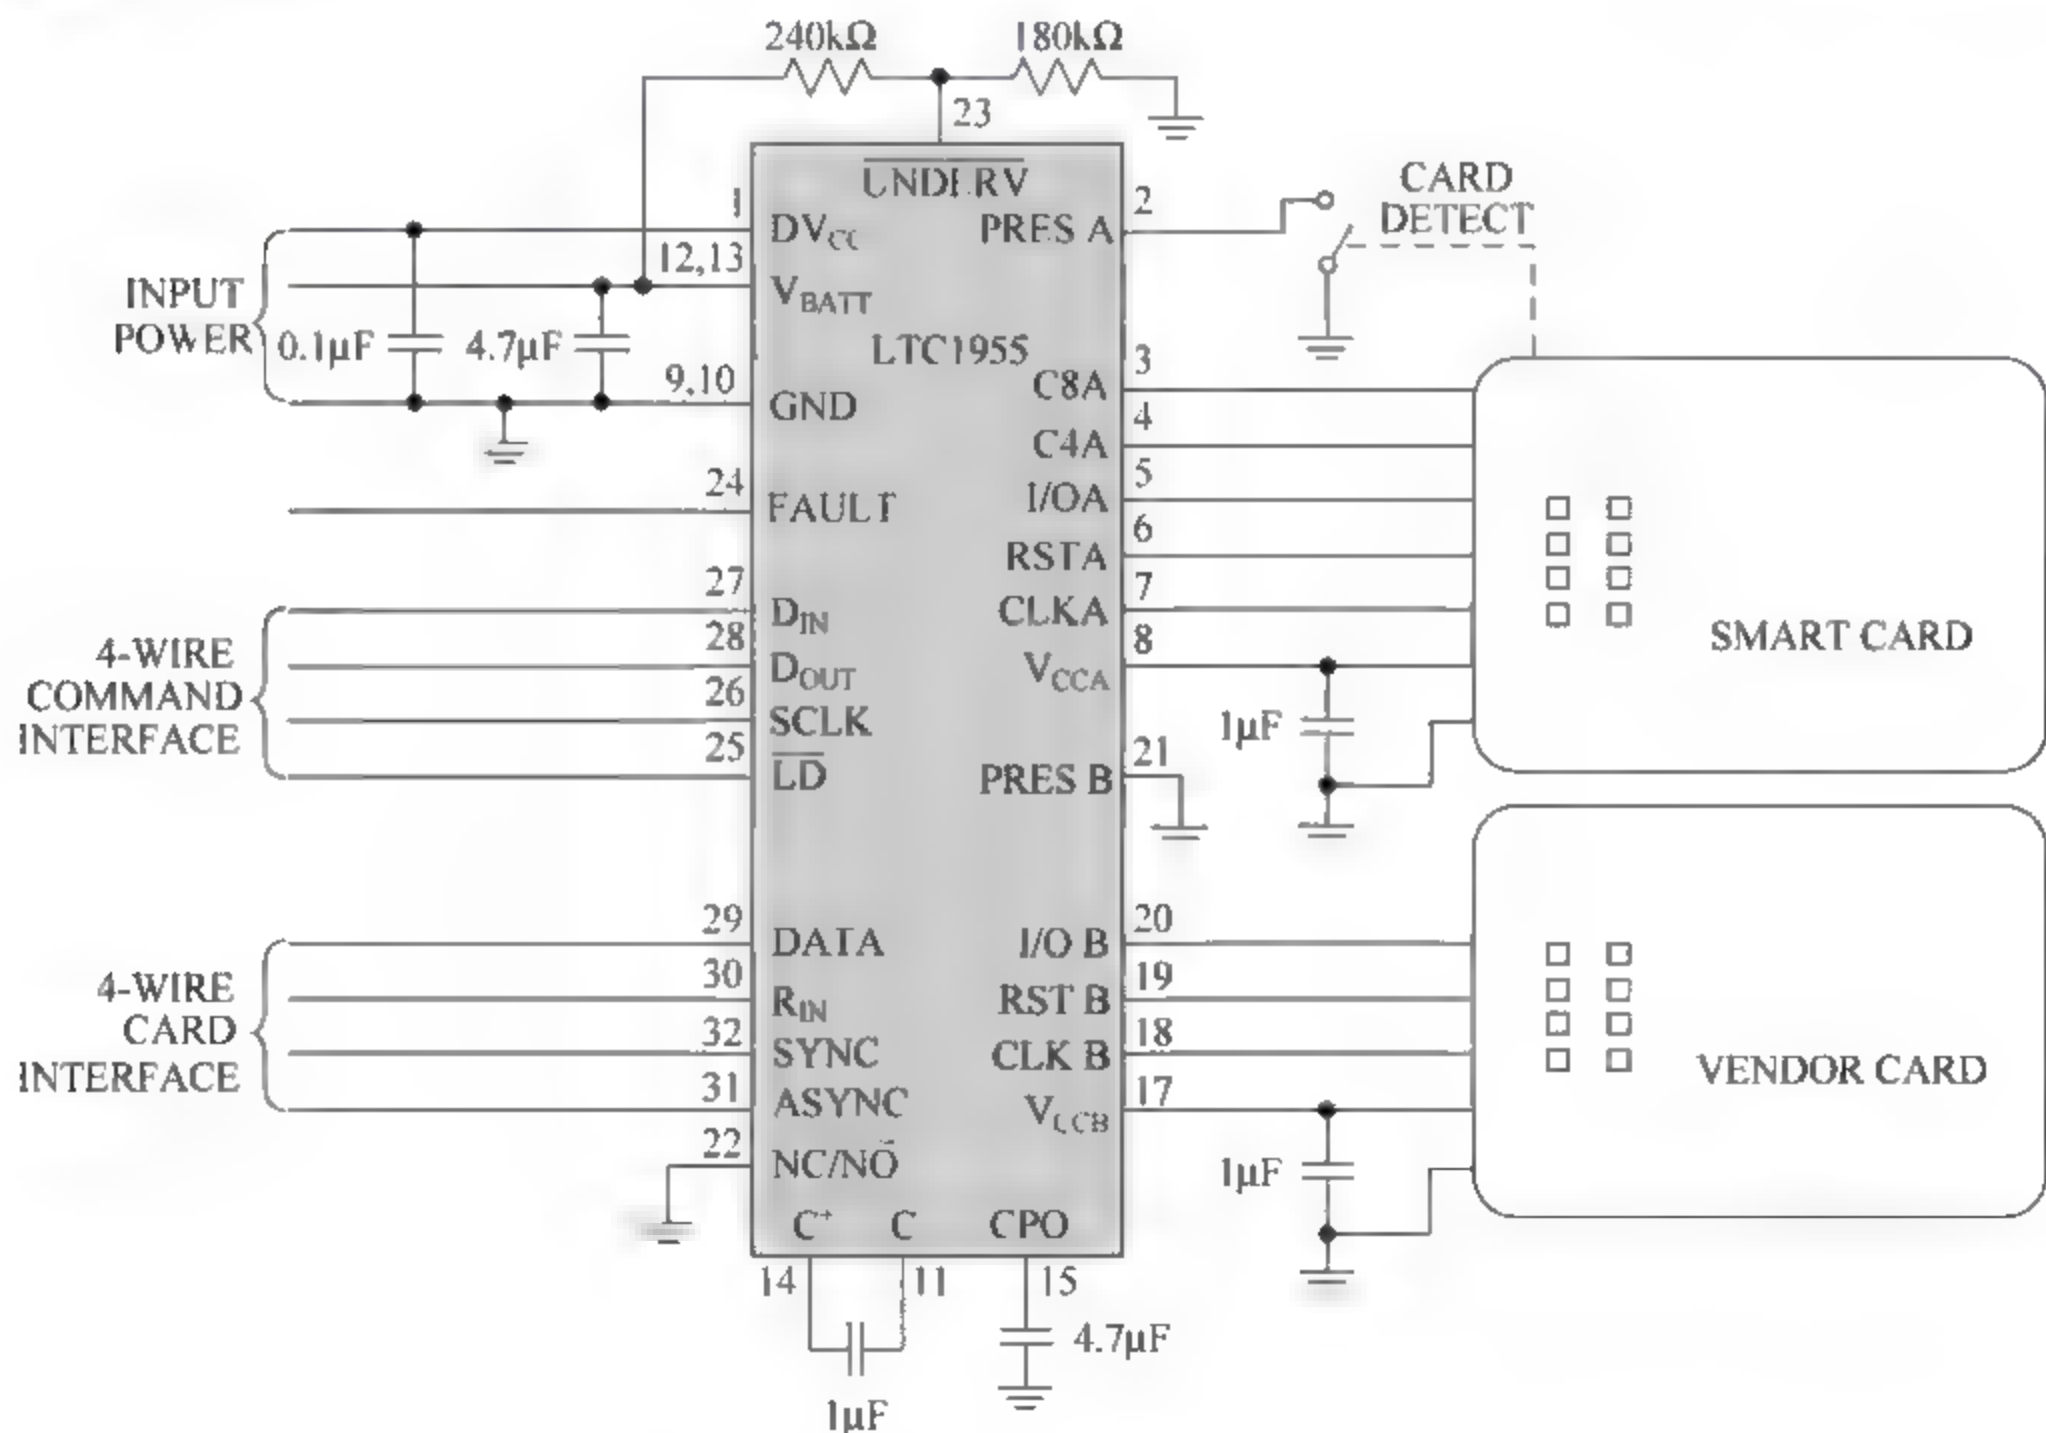 240kΩ
180kΩ
23
UNDERV
1
DVCC
PRES A
2
CARD
DETECT
12,13
VBATT
INPUT
POWER
0.1μF
4.7μF
LTC1955
9,10
GND
C8A
3
C4A
4
24
FAULT
I/OA
5
RSTA
6
27
DIN
CLKA
7
28
DOUT
VCCA
8
SMART CARD
4-WIRE
COMMAND
INTERFACE
26
SCLK
1μF
25
LD
PRES B
21
29
DATA
I/O B
20
4-WIRE
CARD
INTERFACE
30
RIN
RST B
19
32
SYNC
CLK B
18
VENDOR CARD
31
ASYNC
VCCB
17
22
NC/NO
1μF
C+
C
CPO
14
11
15
4.7μF
1μF